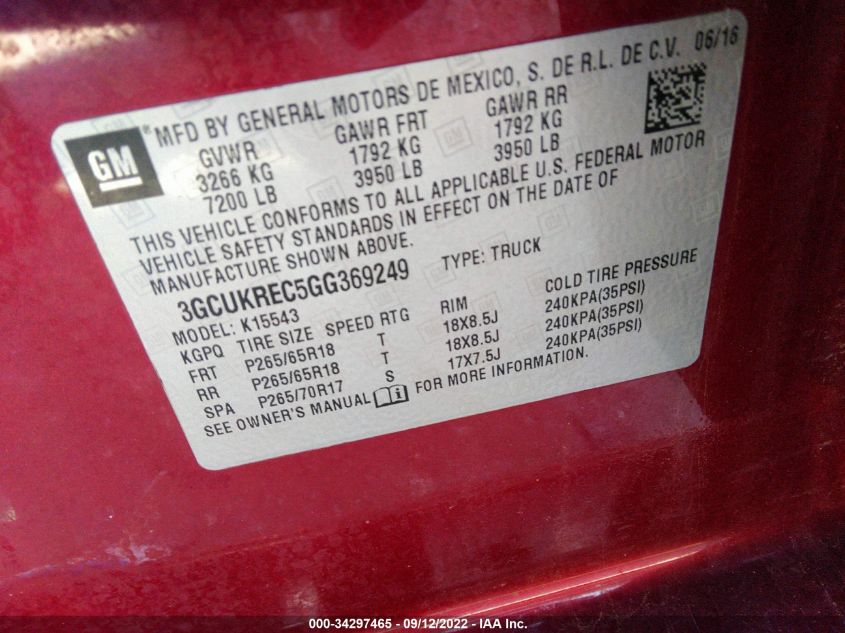 GM ® MFD BY GENERAL MOTORS DE MEXICO, S. DE R.L. DE C.V. 06/16
GVWR GAWR FRT GAWR RR
3266 KG 1792 KG 1792 KG
7200 LB 3950 LB 3950 LB
THIS VEHICLE CONFORMS TO ALL APPLICABLE U.S. FEDERAL MOTOR
VEHICLE SAFETY STANDARDS IN EFFECT ON THE DATE OF
MANUFACTURE SHOWN ABOVE.
3GCUKREC5GG369249 TYPE: TRUCK
MODEL: K15543
KGPQ TIRE SIZE SPEED RTG RIM COLD TIRE PRESSURE
FRT P265/65R18 T 18X8.5J 240KPA(35PSI)
RR P265/65R18 T 18X8.5J 240KPA(35PSI)
SPA P265/70R17 S 17X7.5J 240KPA(35PSI)
SEE OWNER'S MANUAL FOR MORE INFORMATION.
000-34297465 - 09/12/2022 - IAA Inc.